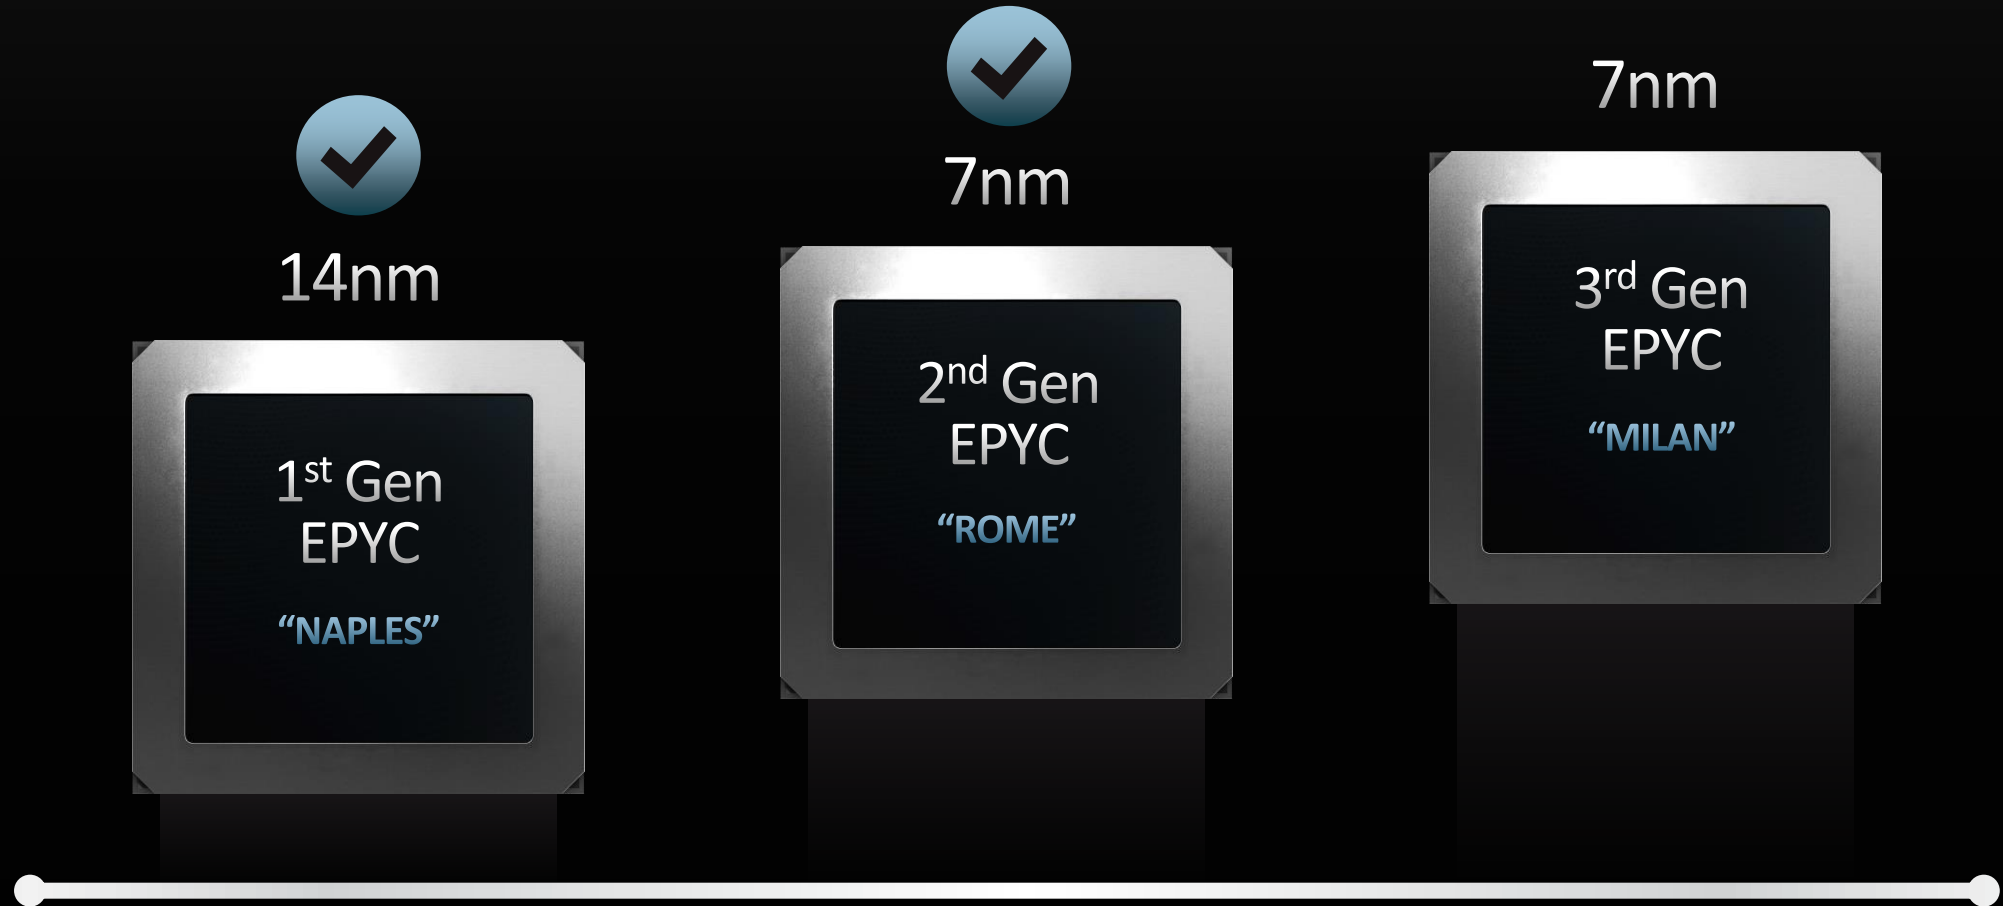 14nm
1st Gen
EPYC
“NAPLES”
7nm
2nd Gen
EPYC
“ROME”
7nm
3rd Gen
EPYC
“MILAN”